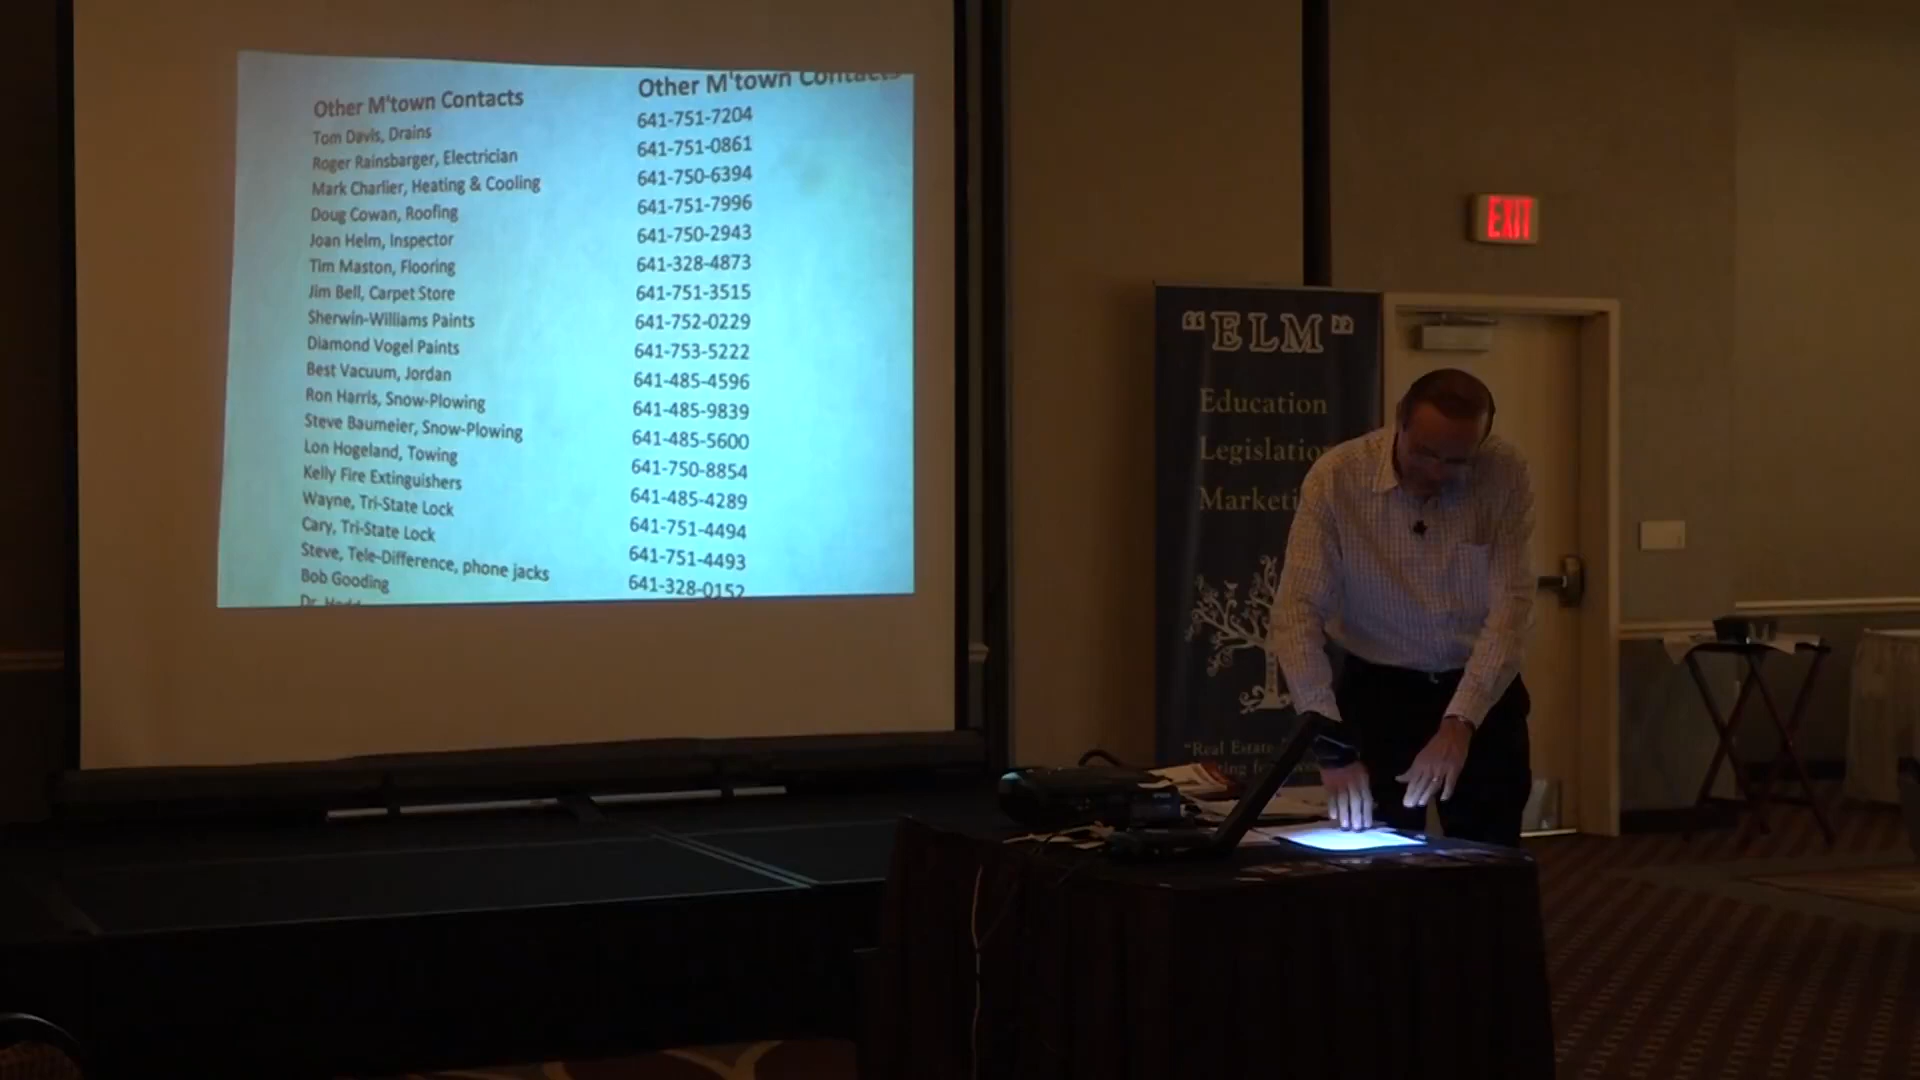 Other M'town Contacts
Tom Davis, Drains
Roger Rainsbarger, Electrician
Mark Charlier, Heating & Cooling
Doug Cowan, Roofing
Joan Helm, Inspector
Tim Maston, Flooring
Jim Bell, Carpet Store
Sherwin-Williams Paints
Diamond Vogel Paints
Best Vacuum, Jordan
Ron Harris, Snow-Plowing
Steve Baumeier, Snow-Plowing
Lon Hogeland, Towing
Kelly Fire Extinguishers
Wayne, Tri-State Lock
Cary, Tri-State Lock
Steve, Tele-Difference, phone jacks
Bob Gooding
Dr.
Other M'town Contacts
641-751-7204
641-751-0861
641-750-6394
641-751-7996
641-750-2943
641-328-4873
641-751-3515
641-752-0229
641-753-5222
641-485-4596
641-485-9839
641-485-5600
641-750-8854
641-485-4289
641-751-4494
641-751-4493
641-328-0152
EXIT
"ELM"
Education
Legislatio
Marketi
"Real Estate